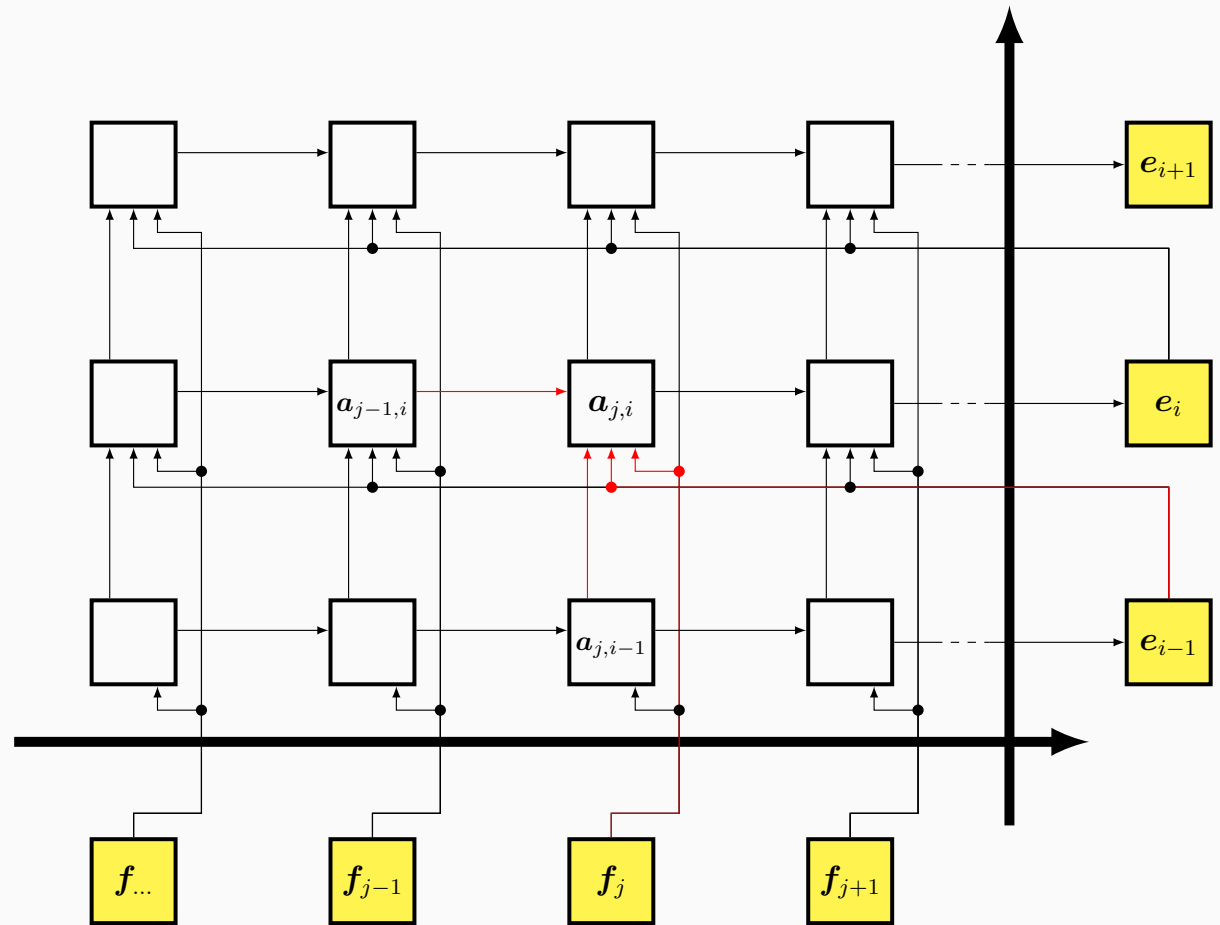 e_{i+1}
a_{j-1,i}
a_{j,i}
e_i
a_{j,i-1}
e_{i-1}
f_{...}
f_{j-1}
f_j
f_{j+1}